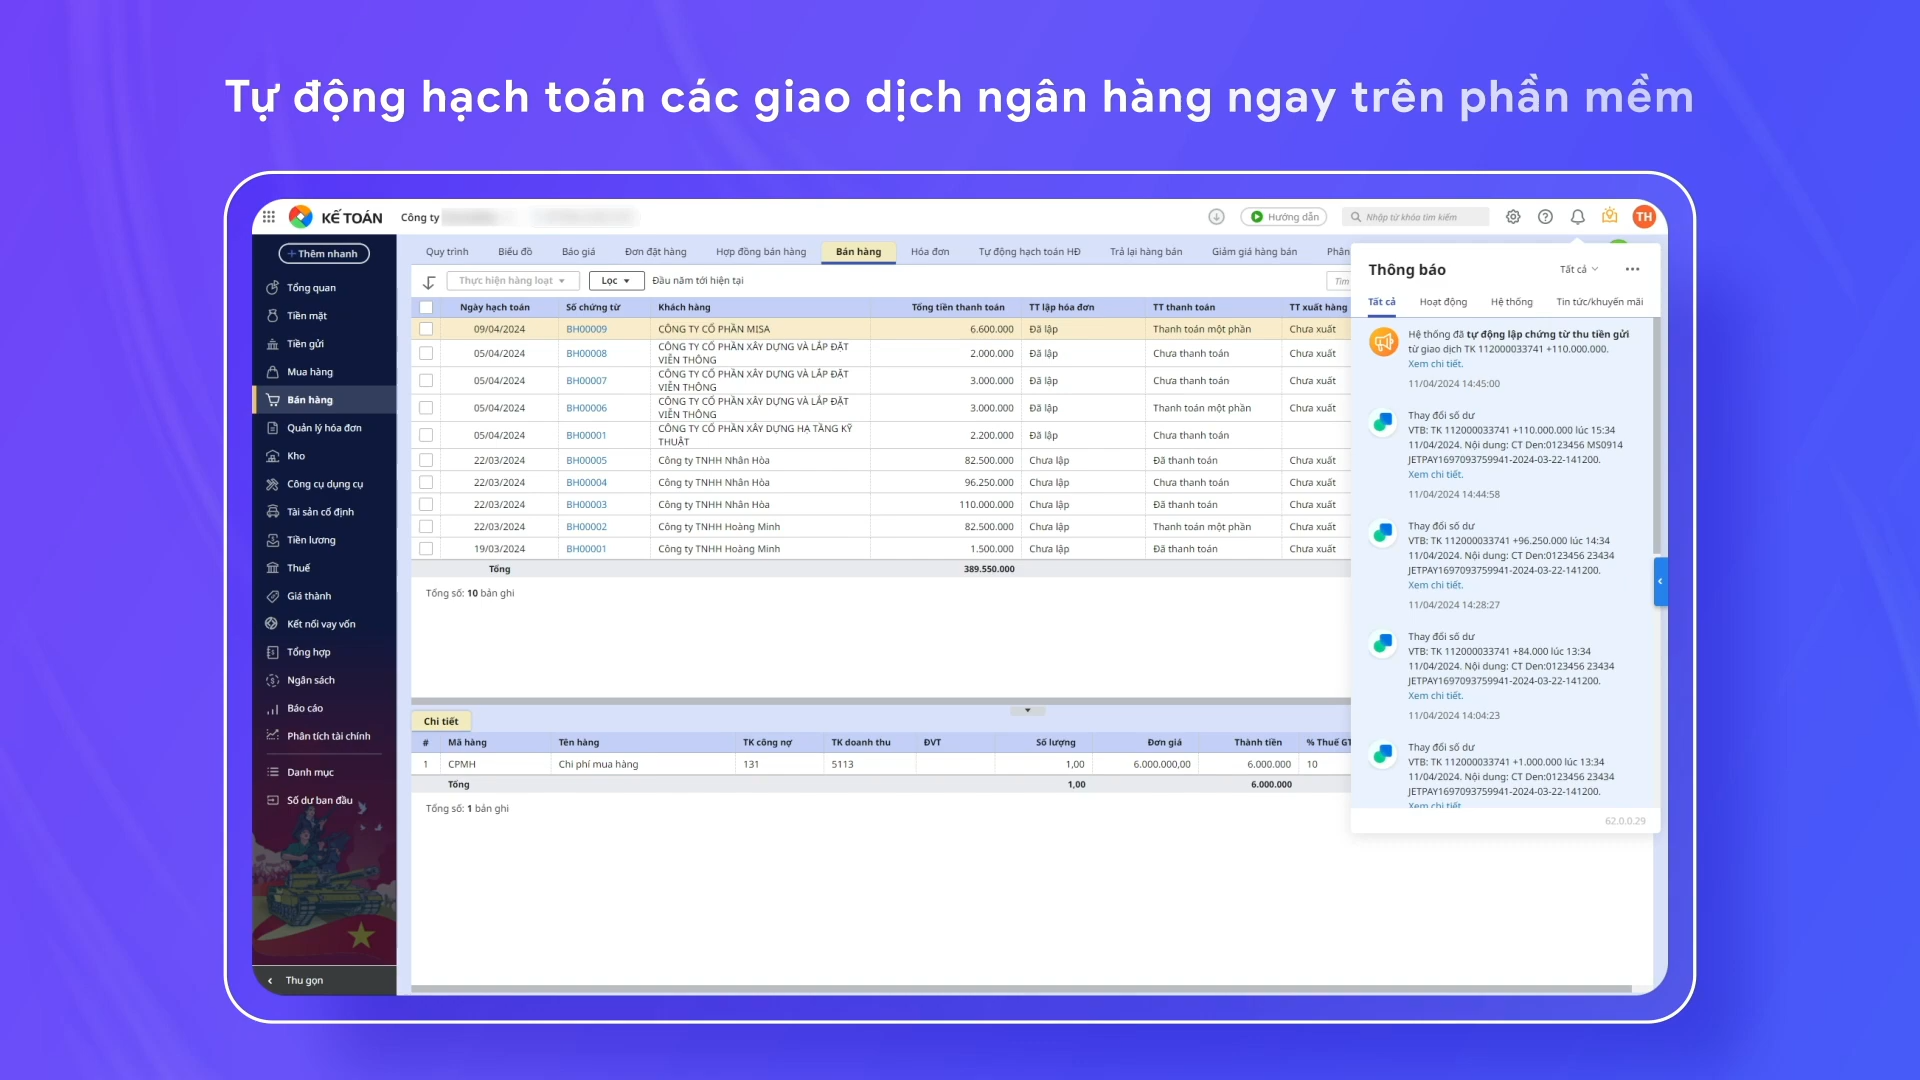 Tự động hạch toán các giao dịch ngân hàng ngay trên phần mềm
KẾ TOÁN
Công ty
Hướng dẫn
Nhập từ khóa tìm kiếm
TH
+ Thêm nhanh
Tổng quan
Tiền mặt
Tiền gửi
Mua hàng
Bán hàng
Quản lý hóa đơn
Kho
Công cụ dụng cụ
Tài sản cố định
Tiền lương
Thuế
Giá thành
Kết nối vay vốn
Tổng hợp
Ngân sách
Báo cáo
Phân tích tài chính
Danh mục
Số dư ban đầu
Thu gọn
Quy trình Biểu đồ Báo giá Đơn đặt hàng Hợp đồng bán hàng Bán hàng Hóa đơn Tự động hạch toán HĐ Trả lại hàng bán Giảm giá hàng bán Phân
Thực hiện hàng loạt Lọc Đầu năm tới hiện tại Tìm
Ngày hạch toán Số chứng từ Khách hàng Tổng tiền thanh toán TT lập hóa đơn TT thanh toán TT xuất hàng
09/04/2024 BH00009 CÔNG TY CỔ PHẦN MISA 6.600.000 Đã lập Thanh toán một phần Chưa xuất
05/04/2024 BH00008 CÔNG TY CỔ PHẦN XÂY DỰNG VÀ LẮP ĐẶT VIỄN THÔNG 2.000.000 Đã lập Chưa thanh toán Chưa xuất
05/04/2024 BH00007 CÔNG TY CỔ PHẦN XÂY DỰNG VÀ LẮP ĐẶT VIỄN THÔNG 3.000.000 Đã lập Chưa thanh toán Chưa xuất
05/04/2024 BH00006 CÔNG TY CỔ PHẦN XÂY DỰNG VÀ LẮP ĐẶT VIỄN THÔNG 3.000.000 Đã lập Thanh toán một phần Chưa xuất
05/04/2024 BH00001 CÔNG TY CỔ PHẦN XÂY DỰNG HẠ TẦNG KỸ THUẬT 2.200.000 Đã lập Chưa thanh toán
22/03/2024 BH00005 Công ty TNHH Nhân Hòa 82.500.000 Chưa lập Đã thanh toán Chưa xuất
22/03/2024 BH00004 Công ty TNHH Nhân Hòa 96.250.000 Chưa lập Chưa thanh toán Chưa xuất
22/03/2024 BH00003 Công ty TNHH Nhân Hòa 110.000.000 Chưa lập Đã thanh toán Chưa xuất
22/03/2024 BH00002 Công ty TNHH Hoàng Minh 82.500.000 Chưa lập Thanh toán một phần Chưa xuất
19/03/2024 BH00001 Công ty TNHH Hoàng Minh 1.500.000 Chưa lập Đã thanh toán Chưa xuất
Tổng 389.550.000
Tổng số: 10 bản ghi
Chi tiết
# Mã hàng Tên hàng TK công nợ TK doanh thu ĐVT Số lượng Đơn giá Thành tiền % Thuế GT
1 CPMH Chi phí mua hàng 131 5113 1,00 6.000.000,00 6.000.000 10
Tổng 1,00 6.000.000
Tổng số: 1 bản ghi
Thông báo
Tất cả
Tất cả Hoạt động Hệ thống Tin tức/khuyến mãi
Hệ thống đã tự động lập chứng từ thu tiền gửi
từ giao dịch TK 112000033741 +110.000.000.
Xem chi tiết.
11/04/2024 14:45:00
Thay đổi số dư
VTB: TK 112000033741 +110.000.000 lúc 15:34
11/04/2024. Nội dung: CT Den:0123456 MS0914
JETPAY1697093759941-2024-03-22-141200.
Xem chi tiết.
11/04/2024 14:44:58
Thay đổi số dư
VTB: TK 112000033741 +96.250.000 lúc 14:34
11/04/2024. Nội dung: CT Den:0123456 23434
JETPAY1697093759941-2024-03-22-141200.
Xem chi tiết.
11/04/2024 14:28:27
Thay đổi số dư
VTB: TK 112000033741 +84.000 lúc 13:34
11/04/2024. Nội dung: CT Den:0123456 23434
JETPAY1697093759941-2024-03-22-141200.
Xem chi tiết.
11/04/2024 14:04:23
Thay đổi số dư
VTB: TK 112000033741 +1.000.000 lúc 13:34
11/04/2024. Nội dung: CT Den:0123456 23434
JETPAY1697093759941-2024-03-22-141200.
Xem chi tiết
62.0.0.29